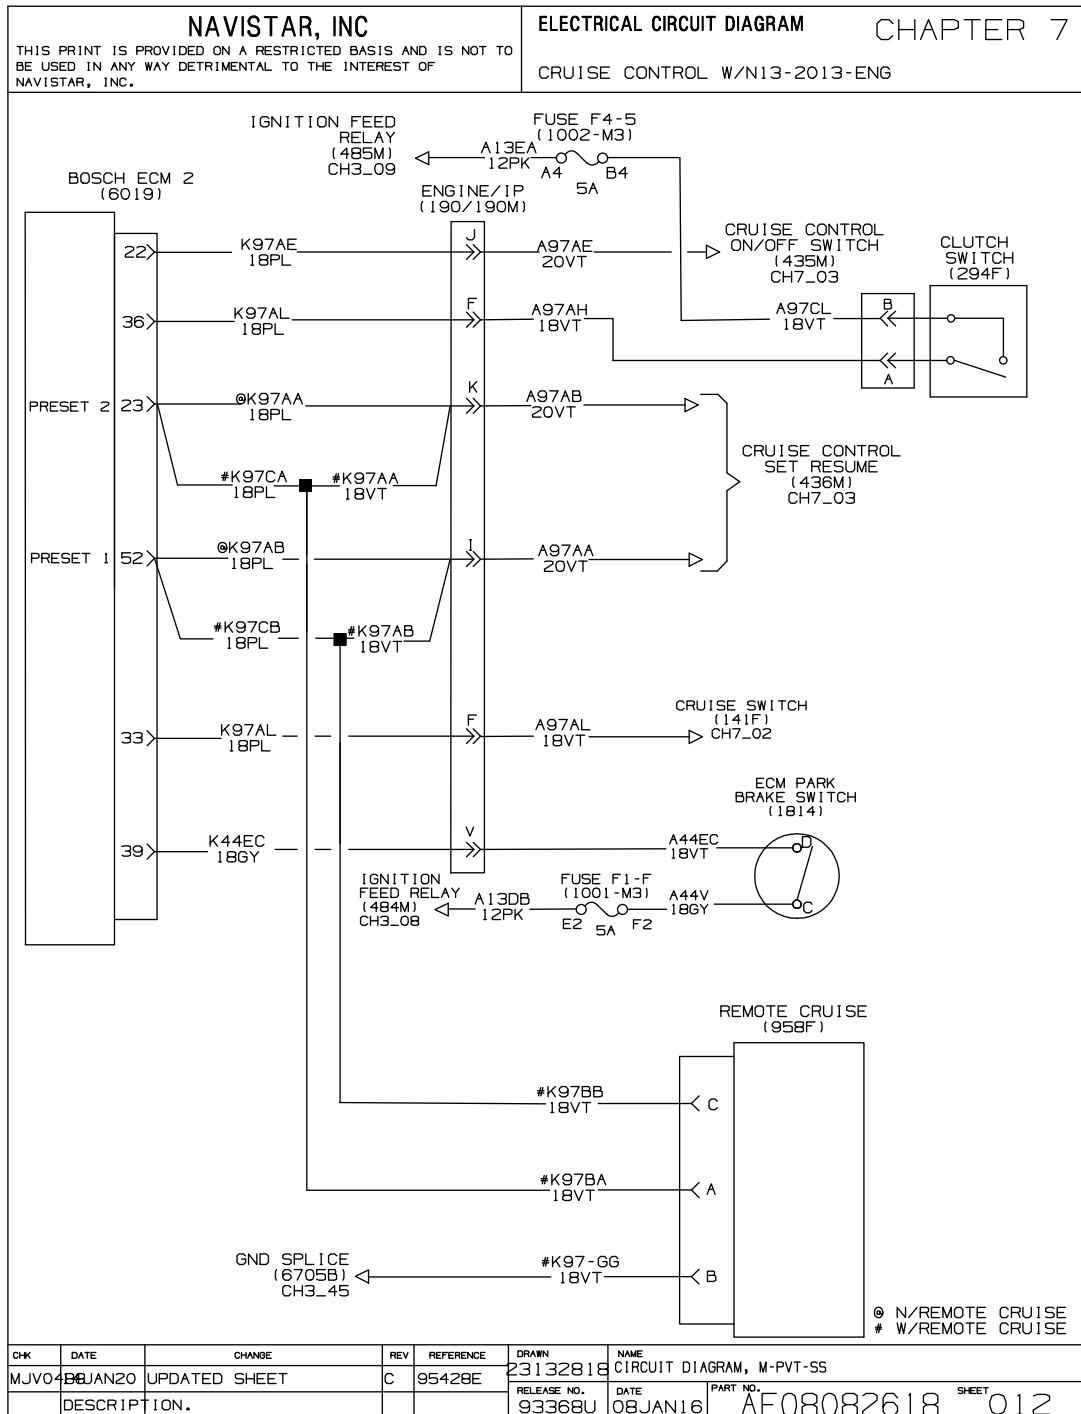 NAVISTAR, INC
THIS PRINT IS PROVIDED ON A RESTRICTED BASIS AND IS NOT TO
BE USED IN ANY WAY DETRIMENTAL TO THE INTEREST OF
NAVISTAR, INC.
ELECTRICAL CIRCUIT DIAGRAM
CHAPTER 7
CRUISE CONTROL W/N13-2013-ENG
IGNITION FEED
RELAY
(485M)
CH3_09
A13EA
12PK
FUSE F4-5
(1002-M3)
A4
B4
5A
BOSCH ECM 2
(6019)
ENGINE/IP
(190/190M)
22
K97AE
18PL
J
A97AE
20VT
CRUISE CONTROL
ON/OFF SWITCH
(435M)
CH7_03
CLUTCH
SWITCH
(294F)
36
K97AL
18PL
F
A97AH
18VT
A97CL
18VT
B
A
PRESET 2
23
@K97AA
18PL
K
A97AB
20VT
#K97CA
18PL
#K97AA
18VT
CRUISE CONTROL
SET RESUME
(436M)
CH7_03
PRESET 1
52
@K97AB
18PL
I
A97AA
20VT
#K97CB
18PL
#K97AB
18VT
33
K97AL
18PL
F
A97AL
18VT
CRUISE SWITCH
(141F)
CH7_02
ECM PARK
BRAKE SWITCH
(1814)
39
K44EC
18GY
V
A44EC
18VT
D
IGNITION
FEED RELAY
(484M)
CH3_08
A13DB
12PK
FUSE F1-F
(1001-M3)
E2
5A
F2
A44V
18GY
C
REMOTE CRUISE
(958F)
#K97BB
18VT
C
#K97BA
18VT
A
GND SPLICE
(6705B)
CH3_45
#K97-GG
18VT
B
@ N/REMOTE CRUISE
# W/REMOTE CRUISE
CHK
DATE
CHANGE
REV
REFERENCE
DRAWN
NAME
UPDATED SHEET
C
95428E
23132818
CIRCUIT DIAGRAM, M-PVT-SS
DESCRIPTION.
RELEASE NO.
93368U
DATE
08JAN16
PART NO.
AE08082618
SHEET
012